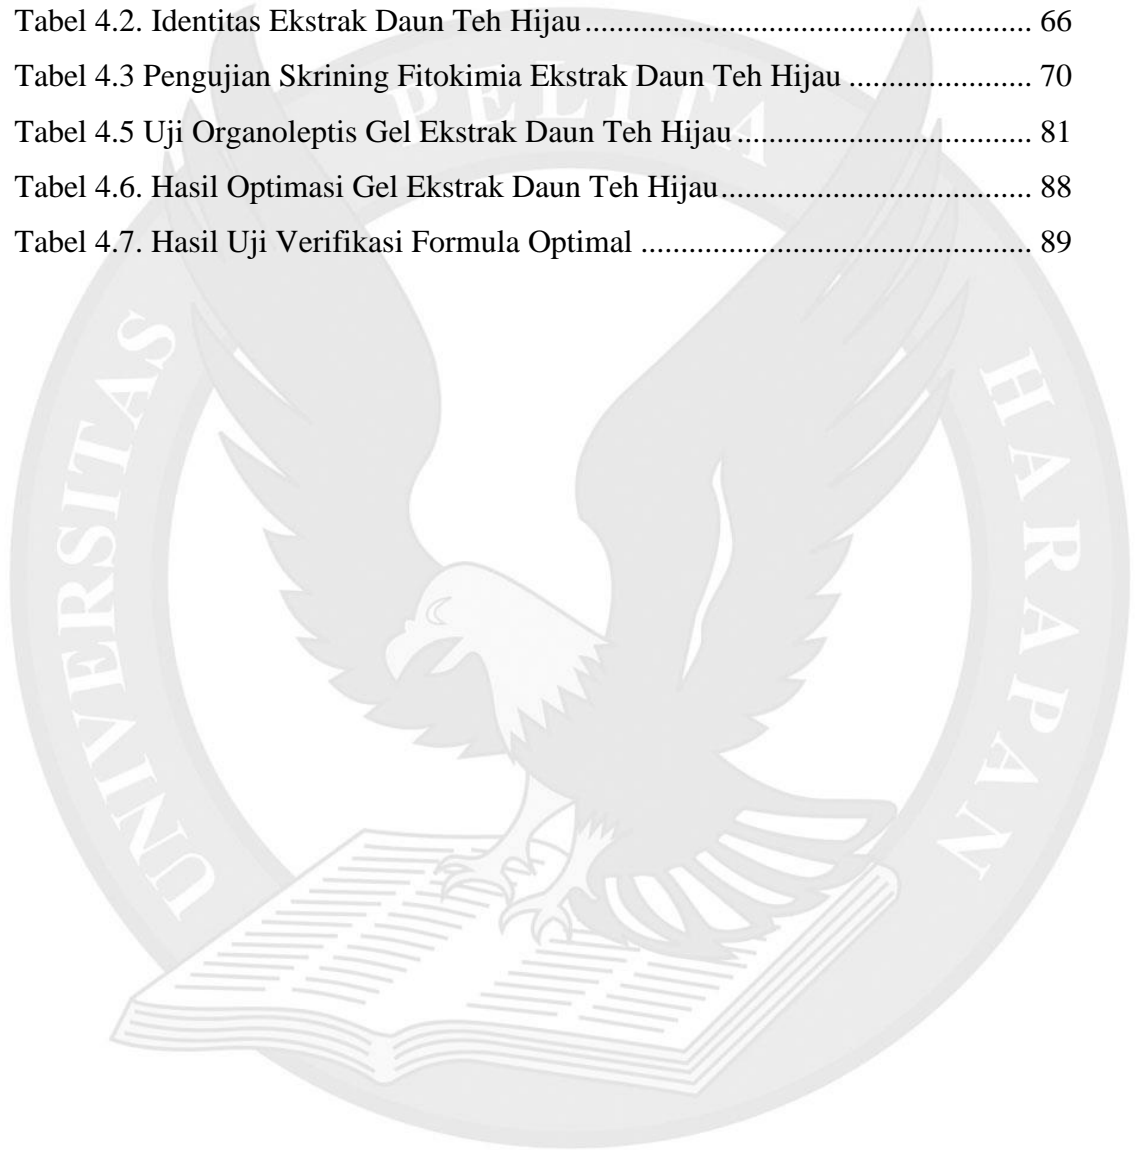 Tabel 4.2. Identitas Ekstrak Daun Teh Hijau........................................................ 66
Tabel 4.3 Pengujian Skrining Fitokimia Ekstrak Daun Teh Hijau ....................... 70
Tabel 4.5 Uji Organoleptis Gel Ekstrak Daun Teh Hijau..................................... 81
Tabel 4.6. Hasil Optimasi Gel Ekstrak Daun Teh Hijau....................................... 88
Tabel 4.7. Hasil Uji Verifikasi Formula Optimal ................................................. 89
UNIVERSITAS PELITA HARAPAN